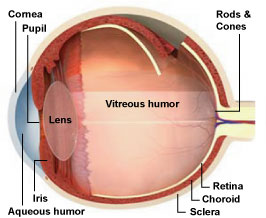 Cornea
Pupil
Rods &
Cones
Vitreous humor
Lens
Iris
Aqueous humor
Retina
Choroid
Sclera